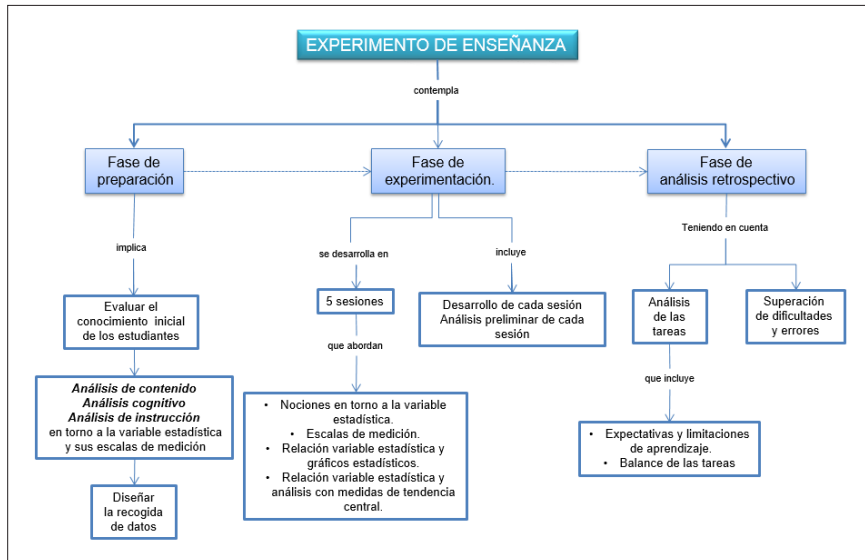 EXPERIMENTO DE ENSEÑANZA
contempla
Fase de
preparación
Fase de
experimentación.
Fase de
análisis retrospectivo
implica
se desarrolla en
incluye
Teniendo en cuenta
Evaluar el
conocimiento inicial
de los estudiantes
5 sesiones
Desarrollo de cada sesión
Análisis preliminar de cada
sesión
Análisis
de las
tareas
Superación
de dificultades
y errores
que abordan
que incluye
Análisis de contenido
Análisis cognitivo
Análisis de instrucción
en torno a la variable estadística
y sus escalas de medición
• Nociones en torno a la variable
estadística.
• Escalas de medición.
• Relación variable estadística y
gráficos estadísticos.
• Relación variable estadística y
análisis con medidas de tendencia
central.
• Expectativas y limitaciones
de aprendizaje.
• Balance de las tareas
Diseñar
la recogida
de datos